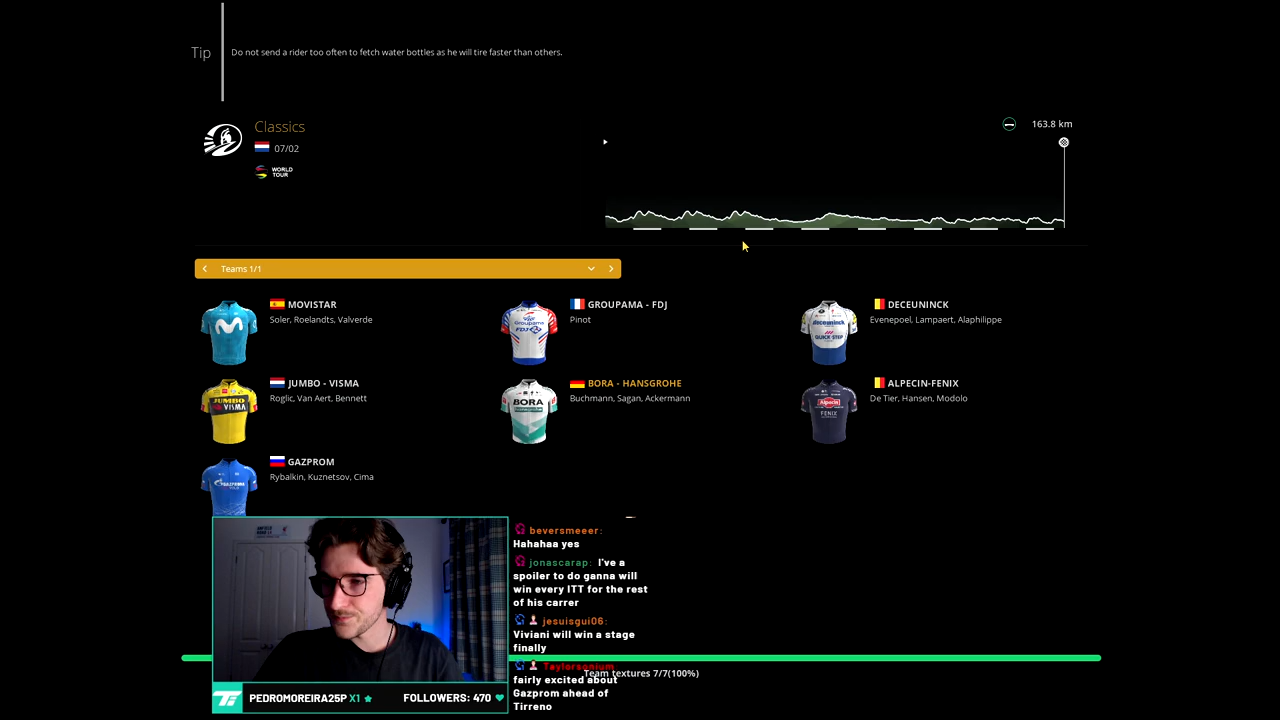 Tip
Do not send a rider too often to fetch water bottles as he will tire faster than others.
Classics
07/02
WORLD
TOUR
163.8 km
Teams 1/1
MOVISTAR
Soler, Roelandts, Valverde
GROUPAMA - FDJ
Pinot
DECEUNINCK
Evenepoel, Lampaert, Alaphilippe
JUMBO - VISMA
Roglic, Van Aert, Bennett
BORA - HANSGROHE
Buchmann, Sagan, Ackermann
ALPECIN-FENIX
De Tier, Hansen, Modolo
GAZPROM
Rybalkin, Kuznetsov, Cima
beversmeeer:
Hahahaa yes
jonascarap: I've a
spoiler to do ganna will
win every ITT for the rest
of his carrer
jesuisgui06:
Viviani will win a stage
finally
Taylorsonium
fairly excited about
Gazprom ahead of
Tirreno
Team textures 7/7(100%)
PEDROMOREIRA25P X1
FOLLOWERS: 470